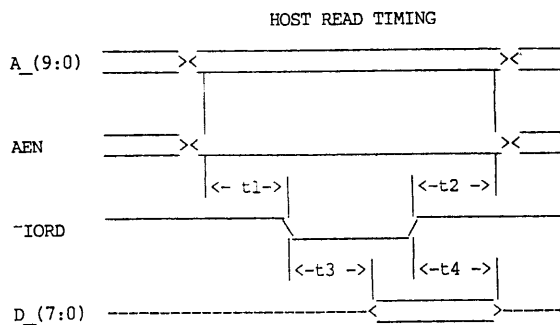 HOST READ TIMING
A_(9:0)
AEN
<- t1-> <-t2 ->
~IORD
<-t3 -> <-t4 ->
D_(7:0)